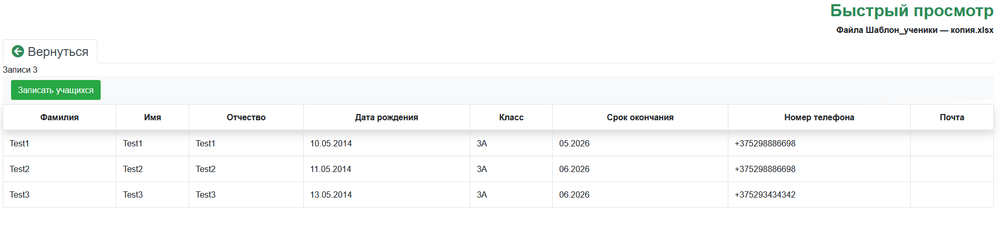 Быстрый просмотр
Файла Шаблон_ученики — копия.xlsx
Вернуться
Записи 3
Записать учащихся
Фамилия Имя Отчество Дата рождения Класс Срок окончания Номер телефона Почта
Test1 Test1 Test1 10.05.2014 3А 05.2026 +375298886698
Test2 Test2 Test2 11.05.2014 3А 06.2026 +375298886698
Test3 Test3 Test3 13.05.2014 3А 06.2026 +375293434342